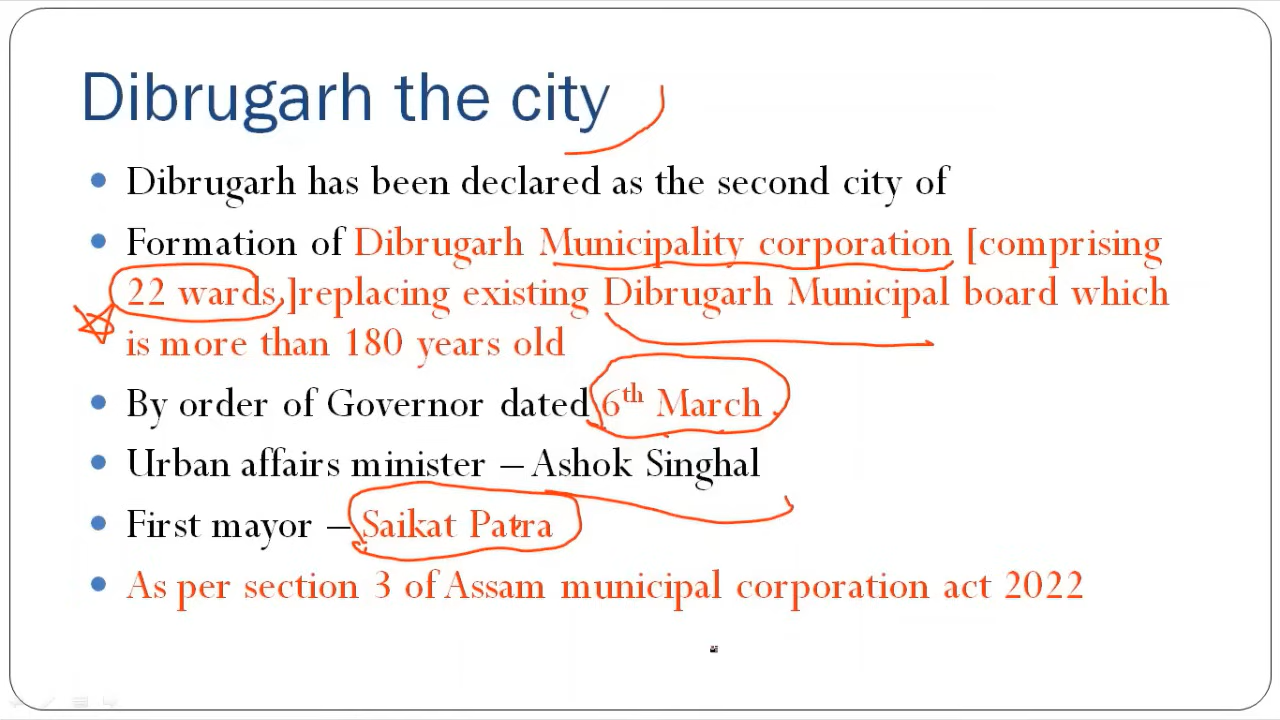 Dibrugarh the city
Dibrugarh has been declared as the second city of
Formation of Dibrugarh Municipality corporation [comprising
22 wards,]replacing existing Dibrugarh Municipal board which
is more than 180 years old
By order of Governor dated 6th March
Urban affairs minister – Ashok Singhal
First mayor – Saikat Patra
As per section 3 of Assam municipal corporation act 2022